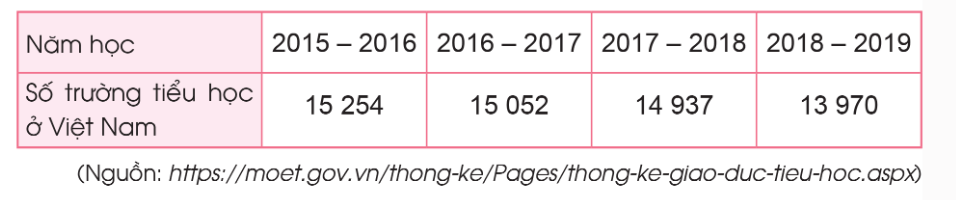 Năm học 2015 – 2016 2016 – 2017 2017 – 2018 2018 – 2019
Số trường tiểu học
ở Việt Nam 15 254 15 052 14 937 13 970
(Nguồn: https://moet.gov.vn/thong-ke/Pages/thong-ke-giao-duc-tieu-hoc.aspx)